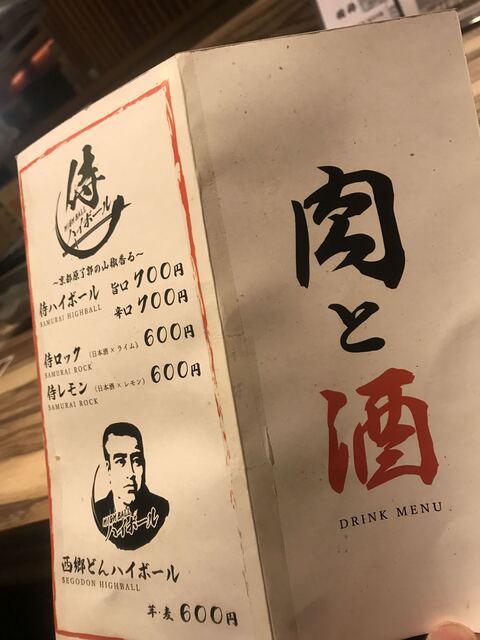 侍
HIGH BALL
ハイボール
～京都原了郭の山椒香る～
侍ハイボール 旨口 700円
SAMURAI HIGHBALL 辛口 700円
侍ロック (日本酒×ライム) 600円
SAMURAI ROCK
侍レモン (日本酒×レモン) 600円
SAMURAI ROCK
HIGH BALL
ハイボール
西郷どんハイボール
SEGODON HIGHBALL
芋・麦 600円
肉
と
酒
DRINK MENU